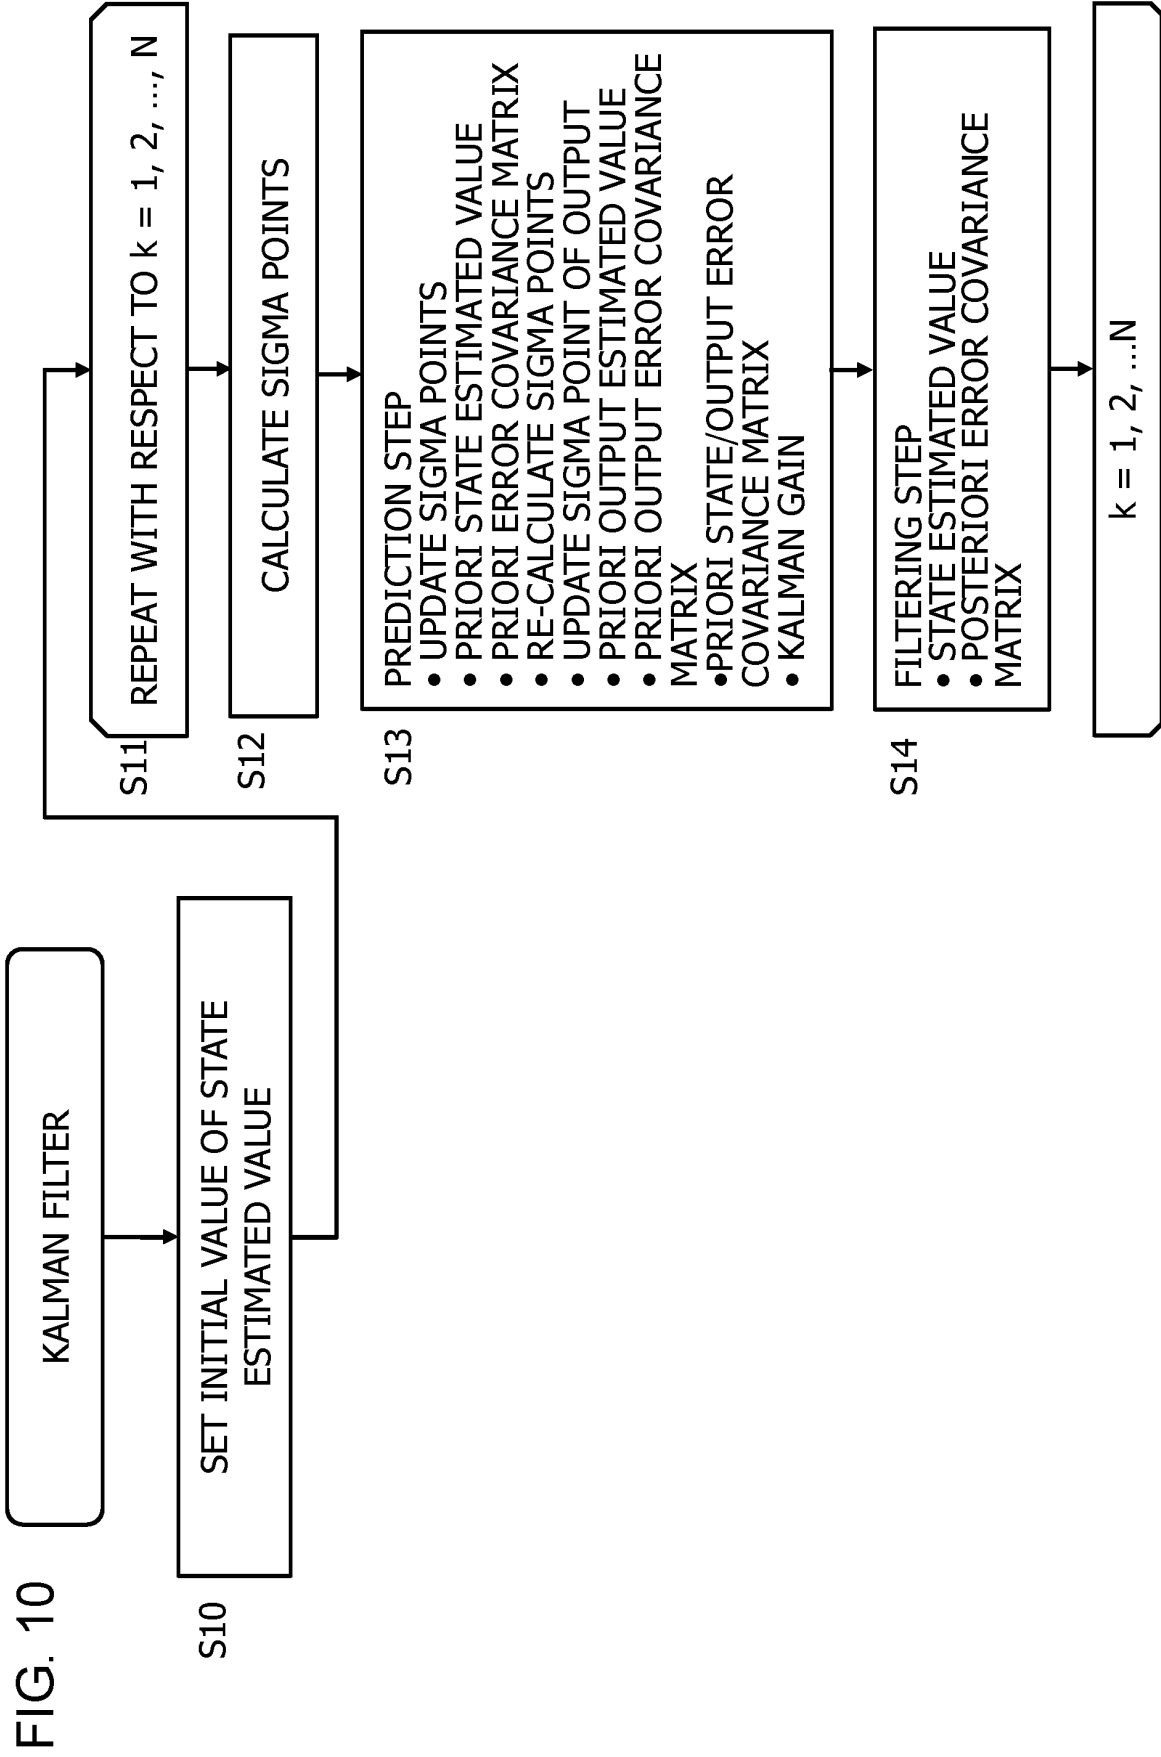 FIG. 10
KALMAN FILTER
S10
SET INITIAL VALUE OF STATE
ESTIMATED VALUE
S11
REPEAT WITH RESPECT TO k = 1, 2, ..., N
S12
CALCULATE SIGMA POINTS
S13
PREDICTION STEP
● UPDATE SIGMA POINTS
● PRIORI STATE ESTIMATED VALUE
● PRIORI ERROR COVARIANCE MATRIX
● RE-CALCULATE SIGMA POINTS
● UPDATE SIGMA POINT OF OUTPUT
● PRIORI OUTPUT ESTIMATED VALUE
● PRIORI OUTPUT ERROR COVARIANCE
MATRIX
●PRIORI STATE/OUTPUT ERROR
COVARIANCE MATRIX
● KALMAN GAIN
S14
FILTERING STEP
● STATE ESTIMATED VALUE
● POSTERIORI ERROR COVARIANCE
MATRIX
k = 1, 2, ...N